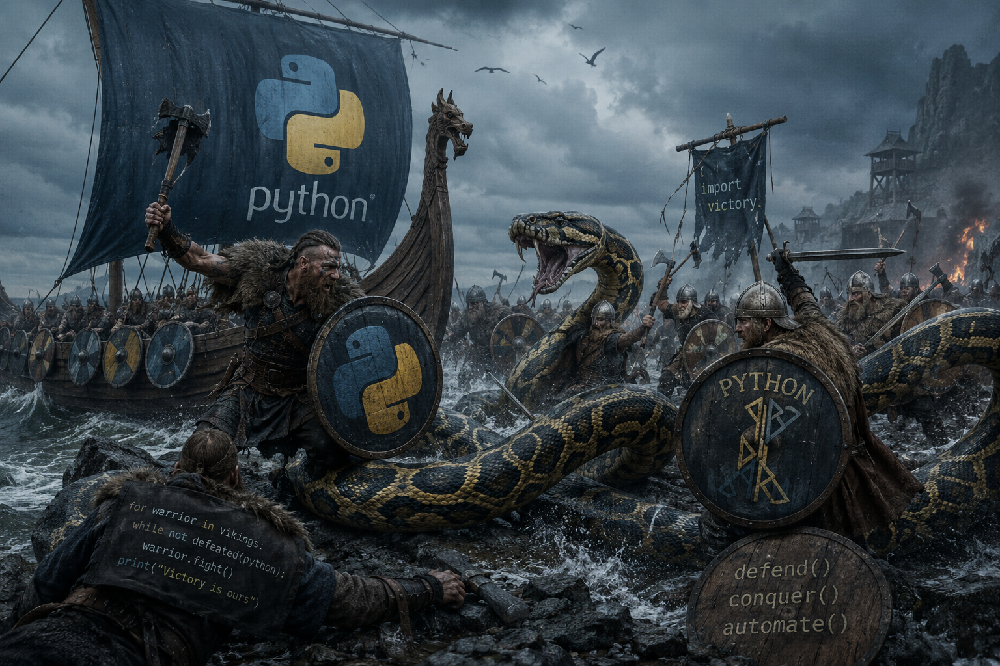 python®
import
victory
PYTHON
for warrior in vikings:
while not defeated(python):
warrior.fight()
print("Victory is ours")
defend()
conquer()
automate()